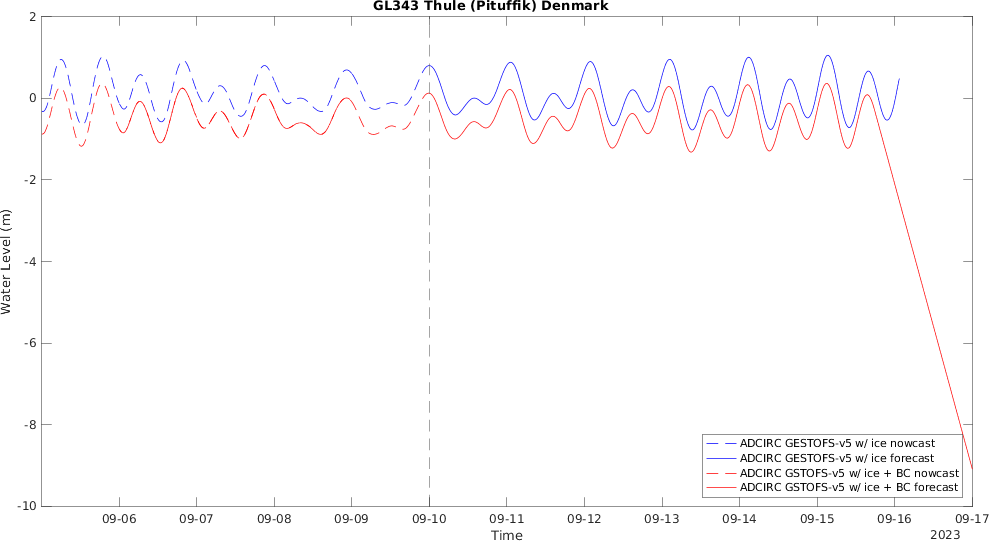 GL343 Thule (Pituffik) Denmark
2
0
-2
-4
-6
-8
-10
Water Level (m)
ADCIRC GESTOFS-v5 w/ ice nowcast
ADCIRC GESTOFS-v5 w/ ice forecast
ADCIRC GSTOFS-v5 w/ ice + BC nowcast
ADCIRC GSTOFS-v5 w/ ice + BC forecast
09-06 09-07 09-08 09-09 09-10 09-11 09-12 09-13 09-14 09-15 09-16 09-17
Time
2023